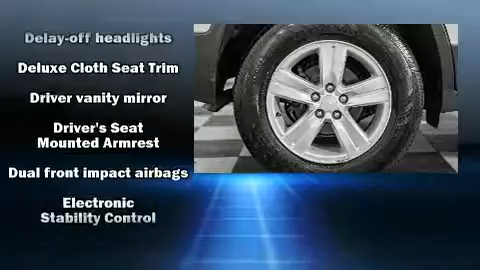 Delay-off headlights
Deluxe Cloth Seat Trim
Driver vanity mirror
Driver's Seat
Mounted Armrest
Dual front impact airbags
Electronic
Stability Control